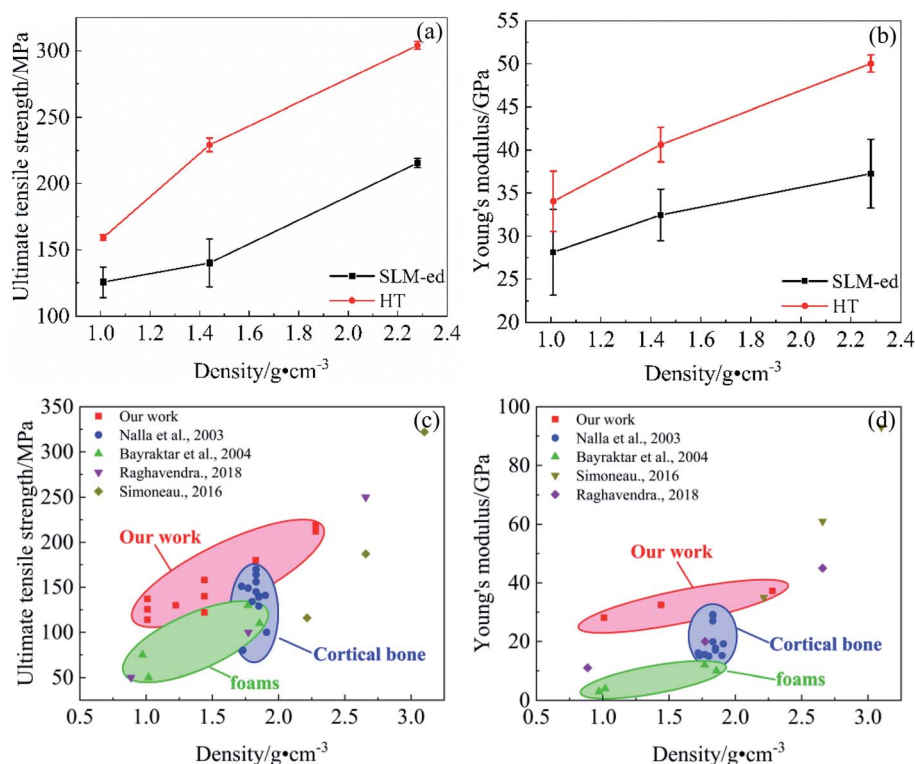 (a)
Ultimate tensile strength/MPa
300
250
200
150
100
SLM-ed
HT
1.0 1.2 1.4 1.6 1.8 2.0 2.2 2.4
Density/g•cm-3
(b)
Young's modulus/GPa
55
50
45
40
35
30
25
20
SLM-ed
HT
1.0 1.2 1.4 1.6 1.8 2.0 2.2 2.4
Density/g•cm-3
(c)
Ultimate tensile strength/MPa
350
300
250
200
150
100
50
Our work
Nalla et al., 2003
Bayraktar et al., 2004
Raghavendra, 2018
Simoneau., 2016
Our work
Cortical bone
foams
0.5 1.0 1.5 2.0 2.5 3.0
Density/g•cm-3
(d)
Young's modulus/GPa
100
80
60
40
20
0
Our work
Nalla et al., 2003
Bayraktar et al., 2004
Simoneau., 2016
Raghavendra., 2018
Our work
Cortical bone
foams
0.5 1.0 1.5 2.0 2.5 3.0
Density/g•cm-3